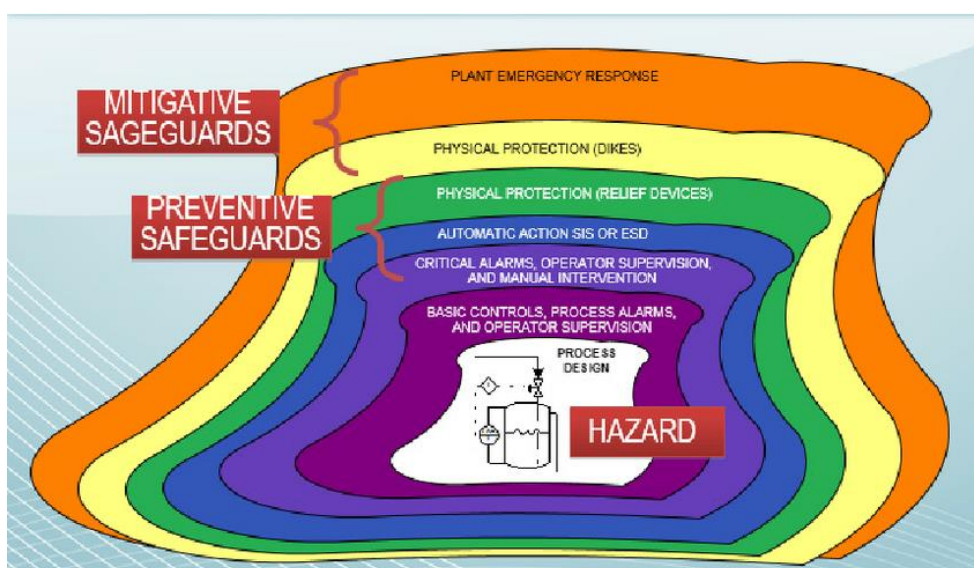 PLANT EMERGENCY RESPONSE
MITIGATIVE
SAGEGUARDS
PHYSICAL PROTECTION (DIKES)
PHYSICAL PROTECTION (RELIEF DEVICES)
PREVENTIVE
SAFEGUARDS
AUTOMATIC ACTION SIS OR ESD
CRITICAL ALARMS, OPERATOR SUPERVISION,
AND MANUAL INTERVENTION
BASIC CONTROLS, PROCESS ALARMS,
AND OPERATOR SUPERVISION
PROCESS
DESIGN
HAZARD